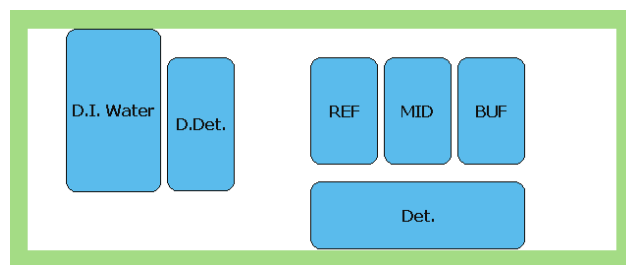 D.I. Water
D.Det.
REF
MID
BUF
Det.